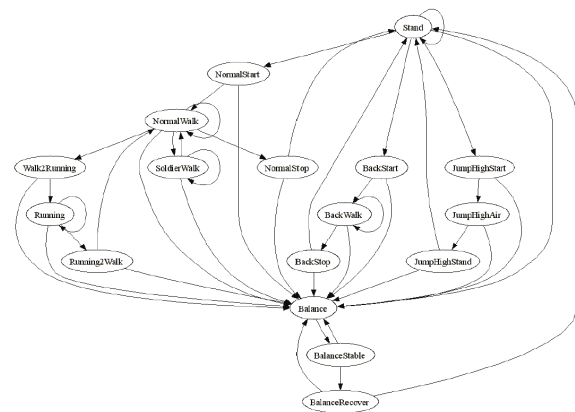 Stand
NormalStart
NormalWalk
Walk2Running
SoldierWalk
NormalStop
BackStart
JumpHighStart
Running
BackWalk
JumpHighAir
Running2Walk
BackStop
JumpHighStand
Balance
BalanceStable
BalanceRecover